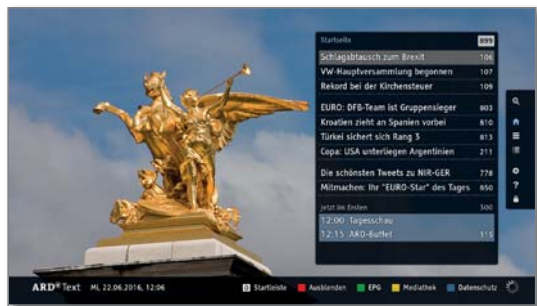 Startseite 899
Schlagabtausch zum Brexit 106
VW-Hauptversammlung begonnen 107
Rekord bei der Kirchensteuer 109
EURO: DFB-Team ist Gruppensieger 803
Kroatien zieht an Spanien vorbei 810
Türkei sichert sich Rang 3 813
Copa: USA unterliegen Argentinien 211
Die schönsten Tweets zu NIR-GER 778
Mitmachen: Ihr "EURO-Star" des Tages 850
Jetzt im Ersten 300
12:00 Tagesschau
12:15 ARD-Buffet 315
?
ARD Text Mi, 22.06.2016, 12:06 0 Startleiste Ausblenden EPG Mediathek Datenschutz